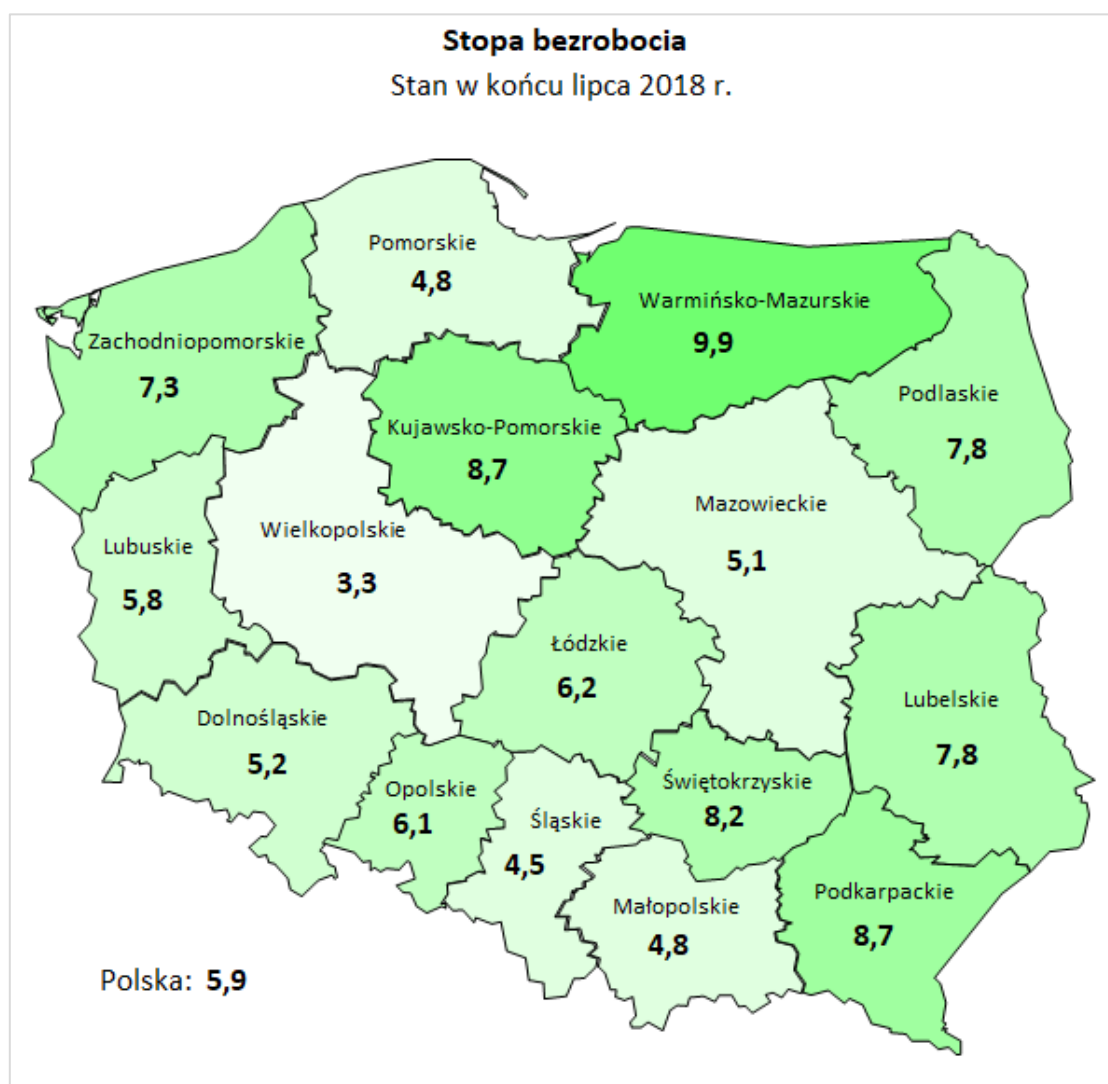 Stopa bezrobocia
Stan w końcu lipca 2018 r.
Pomorskie
4,8
Warmińsko-Mazurskie
9,9
Zachodniopomorskie
7,3
Podlaskie
7,8
Kujawsko-Pomorskie
8,7
Mazowieckie
5,1
Wielkopolskie
3,3
Lubuskie
5,8
Łódzkie
6,2
Lubelskie
7,8
Dolnośląskie
5,2
Opolskie
6,1
Śląskie
4,5
Świętokrzyskie
8,2
Małopolskie
4,8
Podkarpackie
8,7
Polska: 5,9